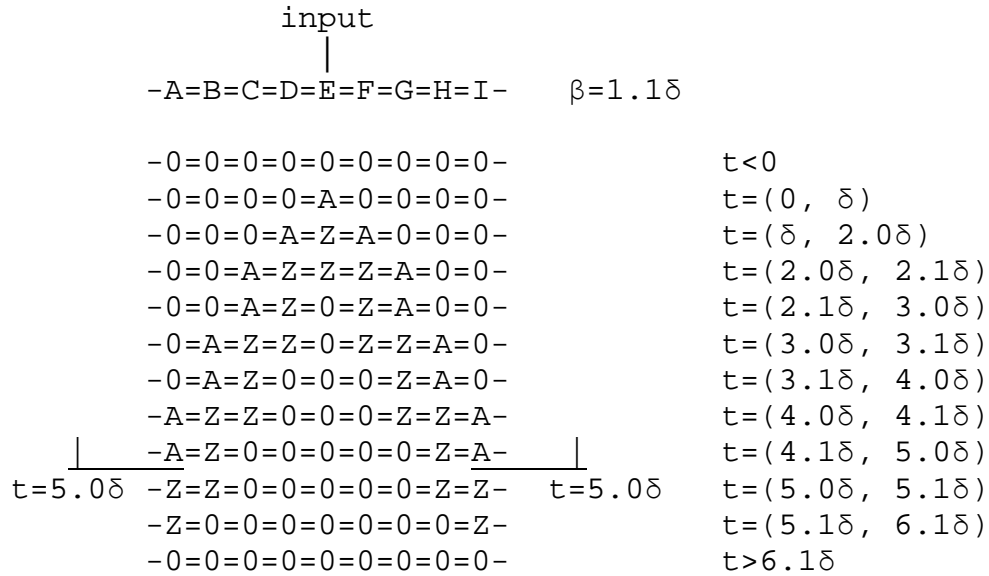 input
|
-A=B=C=D=E=F=G=H=I- β=1.1δ
-0=0=0=0=0=0=0=0=0- t<0
-0=0=0=0=A=0=0=0=0- t=(0, δ)
-0=0=0=A=Z=A=0=0=0- t=(δ, 2.0δ)
-0=0=A=Z=Z=Z=A=0=0- t=(2.0δ, 2.1δ)
-0=0=A=Z=0=Z=A=0=0- t=(2.1δ, 3.0δ)
-0=A=Z=Z=0=Z=Z=A=0- t=(3.0δ, 3.1δ)
-0=A=Z=0=0=0=Z=A=0- t=(3.1δ, 4.0δ)
-A=Z=Z=0=0=0=Z=Z=A- t=(4.0δ, 4.1δ)
| -A=Z=0=0=0=0=0=Z=A- | t=(4.1δ, 5.0δ)
t=5.0δ -Z=Z=0=0=0=0=0=Z=Z- t=5.0δ t=(5.0δ, 5.1δ)
-Z=0=0=0=0=0=0=0=Z- t=(5.1δ, 6.1δ)
-0=0=0=0=0=0=0=0=0- t>6.1δ